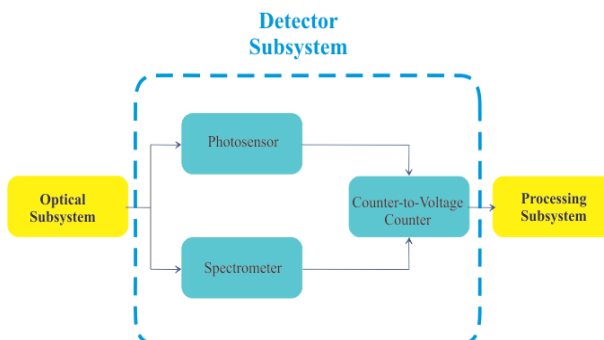 Detector
Subsystem
Photosensor
Optical
Subsystem
Counter-to-Voltage
Counter
Processing
Subsystem
Spectrometer